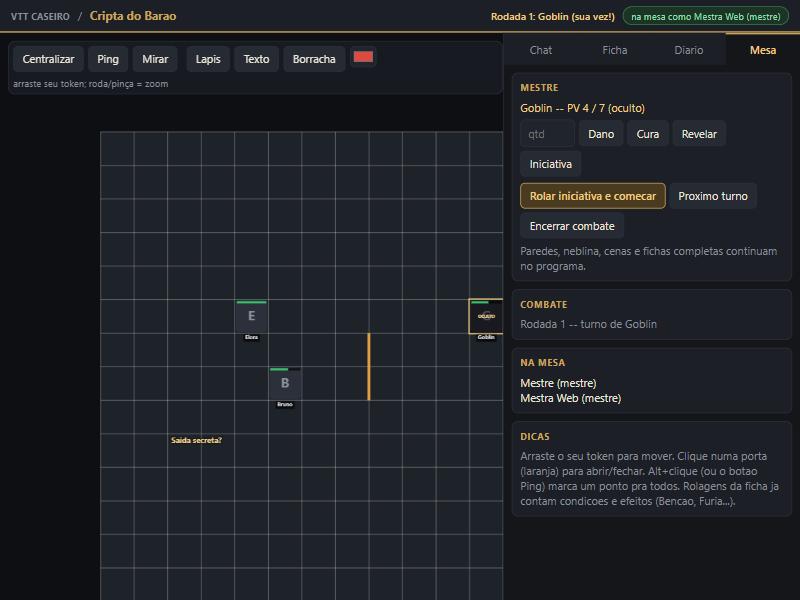 VTT CASEIRO / Cripta do Barao
Rodada 1: Goblin (sua vez!)
na mesa como Mestra Web (mestre)
Centralizar Ping Mirar Lapis Texto Borracha
arraste seu token; roda/pinça = zoom
Chat Ficha Diario Mesa
MESTRE
Goblin -- PV 4 / 7 (oculto)
qtd Dano Cura Revelar
Iniciativa
Rolar iniciativa e comecar Proximo turno
Encerrar combate
Paredes, neblina, cenas e fichas completas continuam
no programa.
COMBATE
Rodada 1 -- turno de Goblin
NA MESA
Mestre (mestre)
Mestra Web (mestre)
DICAS
Arraste o seu token para mover. Clique numa porta
(laranja) para abrir/fechar. Alt+clique (ou o botao
Ping) marca um ponto pra todos. Rolagens da ficha ja
contam condicoes e efeitos (Bencao, Furia...).
E
Elora
OCULTO
Goblin
B
Bruno
Saida secreta?